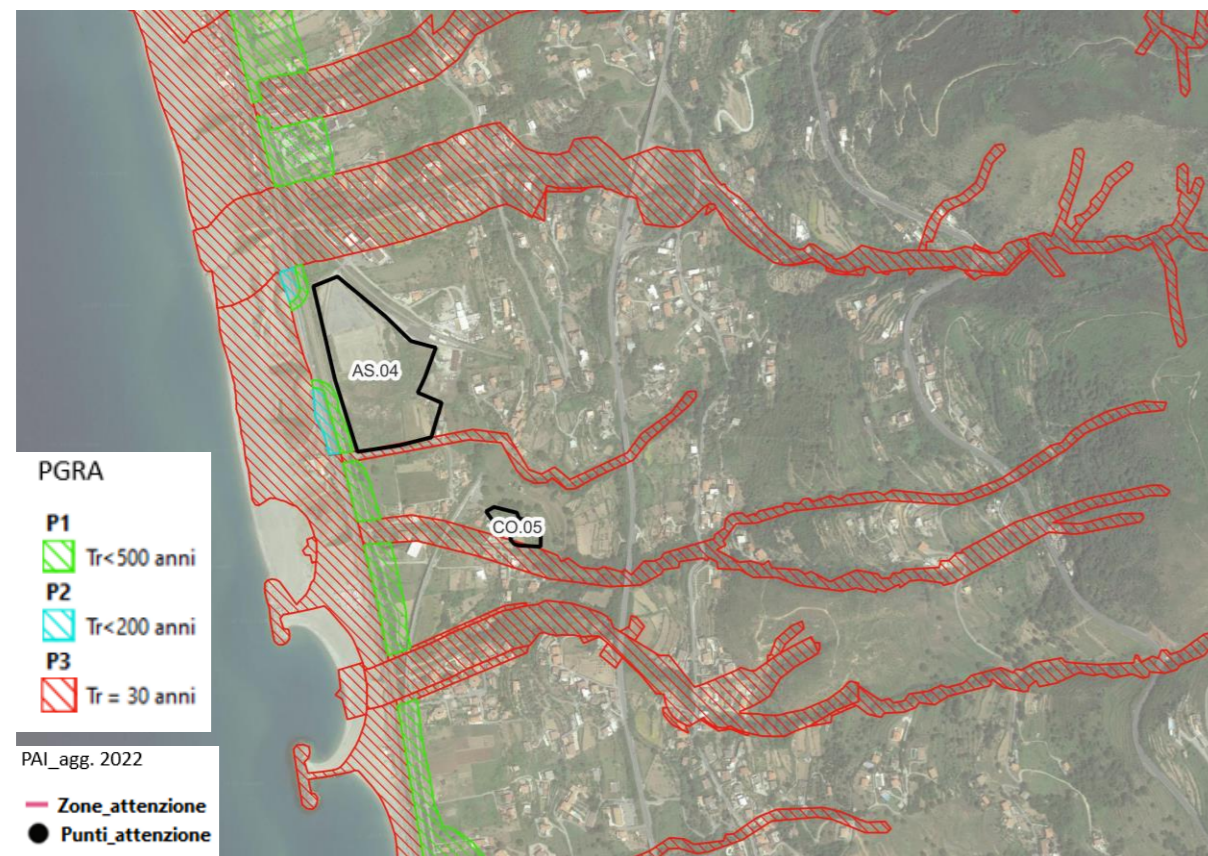 AS.04
PGRA
P1
Tr<500 anni
CO.05
P2
Tr<200 anni
P3
Tr = 30 anni
PAI_agg. 2022
Zone_attenzione
Punti_attenzione